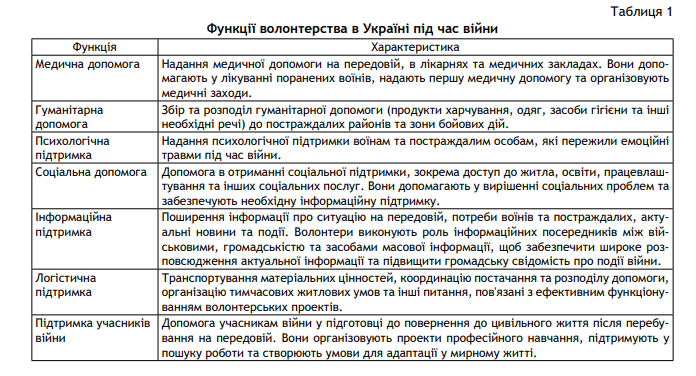 Таблиця 1
Функції волонтерства в Україні під час війни
Функція Характеристика
Медична допомога Надання медичної допомоги на передовій, в лікарнях та медичних закладах. Вони допо-
магають у лікуванні поранених воїнів, надають першу медичну допомогу та організовують
медичні заходи.
Гуманітарна Збір та розподіл гуманітарної допомоги (продукти харчування, одяг, засоби гігієни та інші
допомога необхідні речі) до постраждалих районів та зони бойових дій.
Психологічна Надання психологічної підтримки воїнам та постраждалим особам, які пережили емоційні
підтримка травми під час війни.
Соціальна допомога Допомога в отриманні соціальної підтримки, зокрема доступ до житла, освіти, працевлаш-
тування та інших соціальних послуг. Вони допомагають у вирішенні соціальних проблем та
забезпечують необхідну інформаційну підтримку.
Інформаційна Поширення інформації про ситуацію на передовій, потреби воїнів та постраждалих, акту-
підтримка альні новини та події. Волонтери виконують роль інформаційних посередників між вій-
ськовими, громадськістю та засобами масової інформації, щоб забезпечити широке роз-
повсюдження актуальної інформації та підвищити громадську свідомість про події війни.
Логістична Транспортування матеріальних цінностей, координацію постачання та розподілу допомоги,
підтримка організацію тимчасових житлових умов та інші питання, пов'язані з ефективним функціону-
ванням волонтерських проектів.
Підтримка учасників Допомога учасникам війни у підготовці до повернення до цивільного життя після перебу-
війни вання на передовій. Вони організовують проекти професійного навчання, підтримують у
пошуку роботи та створюють умови для адаптації у мирному житті.